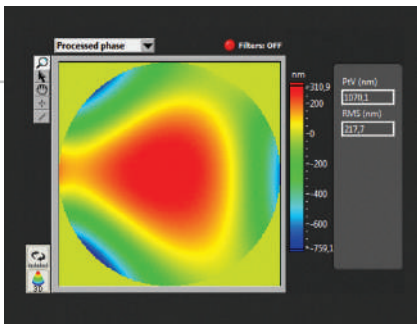 Processed phase
Filters: OFF
nm
310,9
200
-0
-200
-400
-600
-759,1
PtV (nm)
1070,1
RMS (nm)
217,7
3D